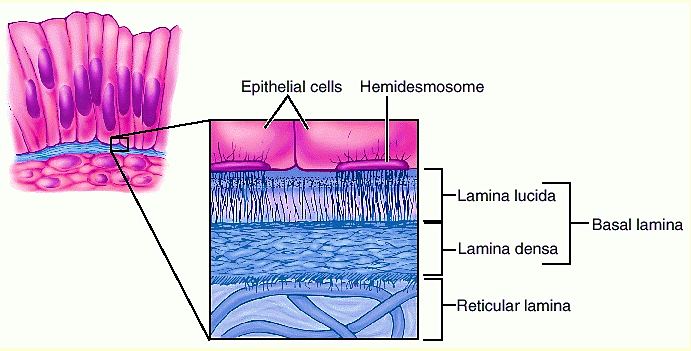 Epithelial cells
Hemidesmosome
Lamina lucida
Basal lamina
Lamina densa
Reticular lamina